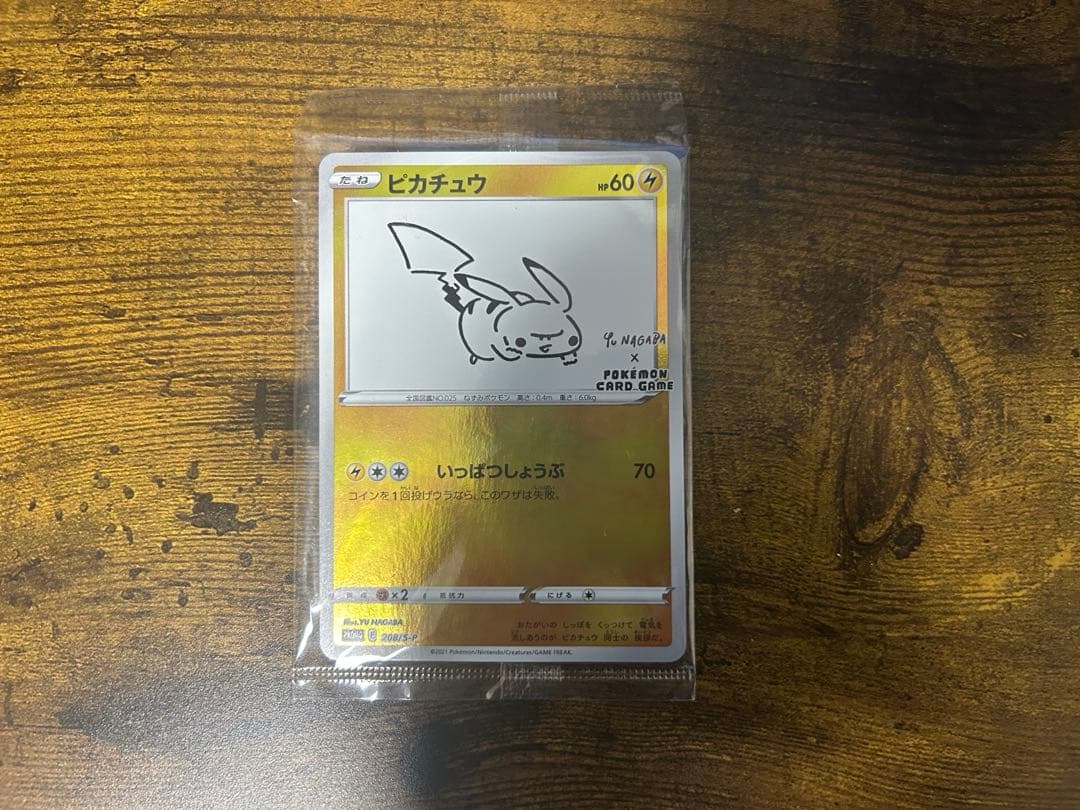 たね ピカチュウ HP 60
Yu NAGABA
×
POKÉMON
CARD GAME
全国図鑑NO.025 ねずみポケモン 高さ:0.4m 重さ:6.0kg
いっぱつしょうぶ 70
コインを1回投げウラなら、このワザは失敗。
弱点 ×2 抵抗力 にげる
Illus. YU NAGABA
208/S-P
おたがいの しっぽを くっつけて 電気を
流しあうのが ピカチュウ 同士の 挨拶だ。
©2021 Pokémon/Nintendo/Creatures/GAME FREAK.